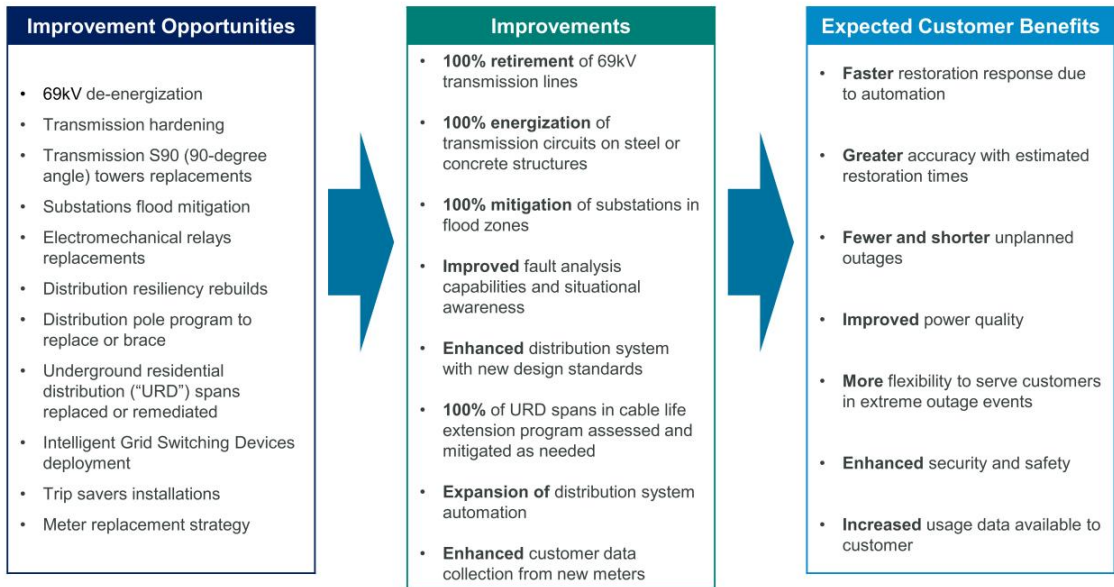 Improvement Opportunities
• 69kV de-energization
• Transmission hardening
• Transmission S90 (90-degree
angle) towers replacements
• Substations flood mitigation
• Electromechanical relays
replacements
• Distribution resiliency rebuilds
• Distribution pole program to
replace or brace
• Underground residential
distribution (“URD”) spans
replaced or remediated
• Intelligent Grid Switching Devices
deployment
• Trip savers installations
• Meter replacement strategy
Improvements
• 100% retirement of 69kV
transmission lines
• 100% energization of
transmission circuits on steel or
concrete structures
• 100% mitigation of substations in
flood zones
• Improved fault analysis
capabilities and situational
awareness
• Enhanced distribution system
with new design standards
• 100% of URD spans in cable life
extension program assessed and
mitigated as needed
• Expansion of distribution system
automation
• Enhanced customer data
collection from new meters
Expected Customer Benefits
• Faster restoration response due
to automation
• Greater accuracy with estimated
restoration times
• Fewer and shorter unplanned
outages
• Improved power quality
• More flexibility to serve customers
in extreme outage events
• Enhanced security and safety
• Increased usage data available to
customer